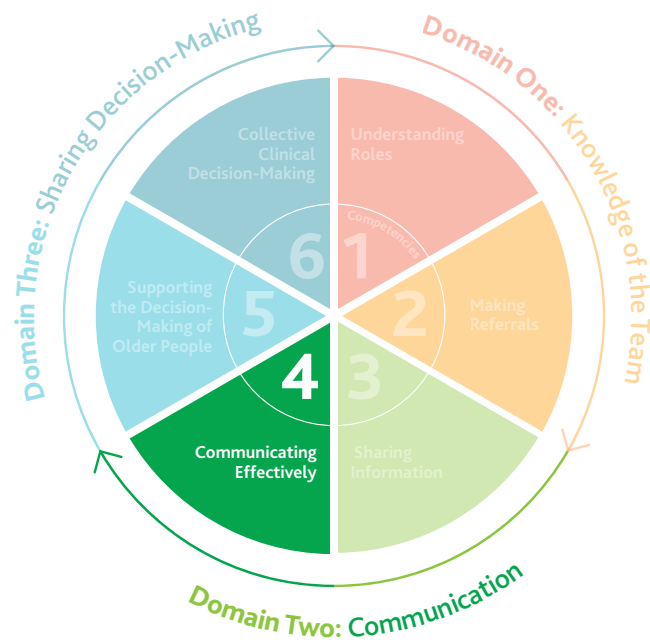 Domain One: Knowledge of the Team
Understanding
Roles
Competencies
1
2
Making
Referrals
3
Sharing
Information
Domain Two: Communication
4
Communicating
Effectively
Domain Three: Sharing Decision-Making
5
Supporting
the Decision-
Making of
Older People
6
Collective
Clinical
Decision-Making